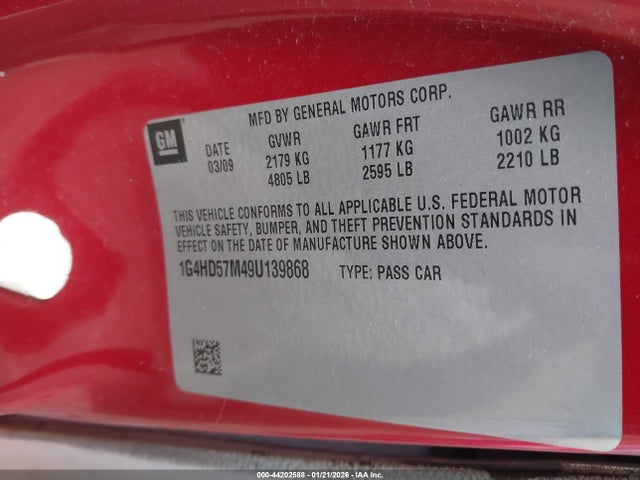 MFD BY GENERAL MOTORS CORP.
GM
DATE GVWR GAWR FRT GAWR RR
03/09 2179 KG 1177 KG 1002 KG
4805 LB 2595 LB 2210 LB
THIS VEHICLE CONFORMS TO ALL APPLICABLE U.S. FEDERAL MOTOR
VEHICLE SAFETY, BUMPER, AND THEFT PREVENTION STANDARDS IN
EFFECT ON THE DATE OF MANUFACTURE SHOWN ABOVE.
1G4HD57M49U139868 TYPE: PASS CAR
000-44202588 - 01/21/2026 - IAA Inc.